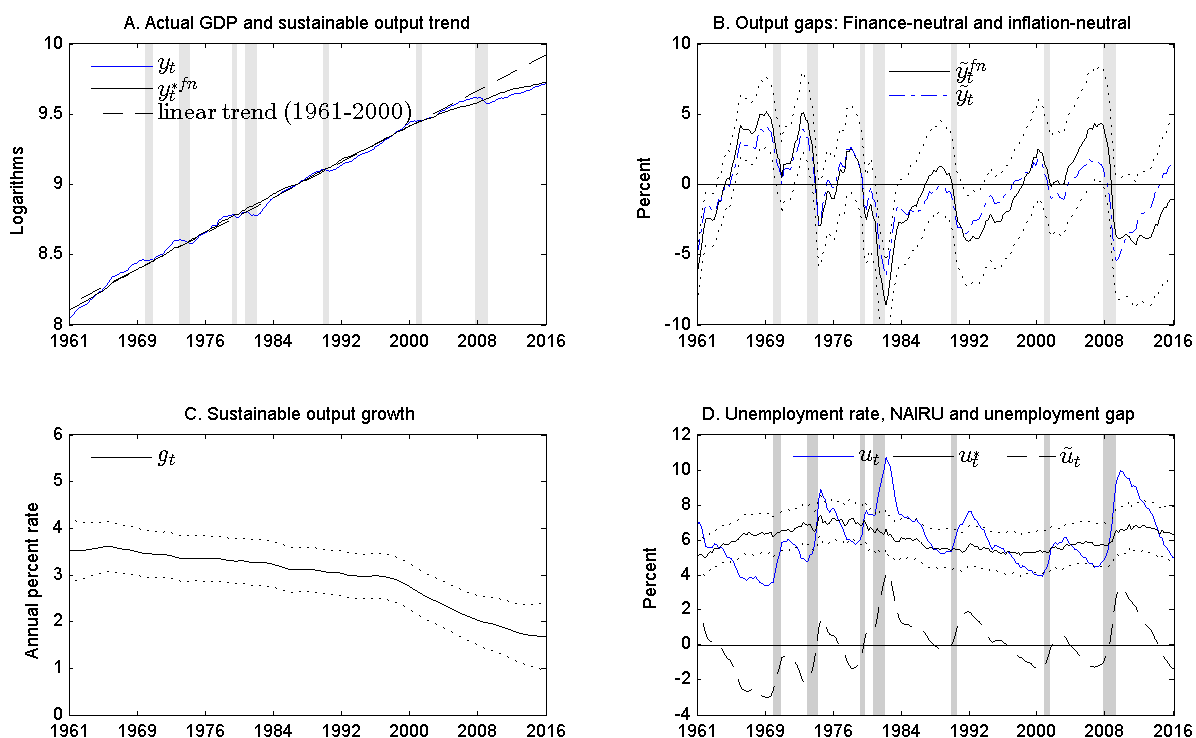 A. Actual GDP and sustainable output trend
10
9.5
9
8.5
8
Logarithms
y_t
y_t^{*fn}
linear trend (1961-2000)
1961 1969 1976 1984 1992 2000 2008 2016
B. Output gaps: Finance-neutral and inflation-neutral
10
5
0
-5
-10
Percent
ỹ_t^{fn}
ỹ_t
1961 1969 1976 1984 1992 2000 2008 2016
C. Sustainable output growth
6
5
4
3
2
1
0
Annual percent rate
g_t
1961 1969 1976 1984 1992 2000 2008 2016
D. Unemployment rate, NAIRU and unemployment gap
12
10
8
6
4
2
0
-2
-4
Percent
u_t u_t^* ũ_t
1961 1969 1976 1984 1992 2000 2008 2016